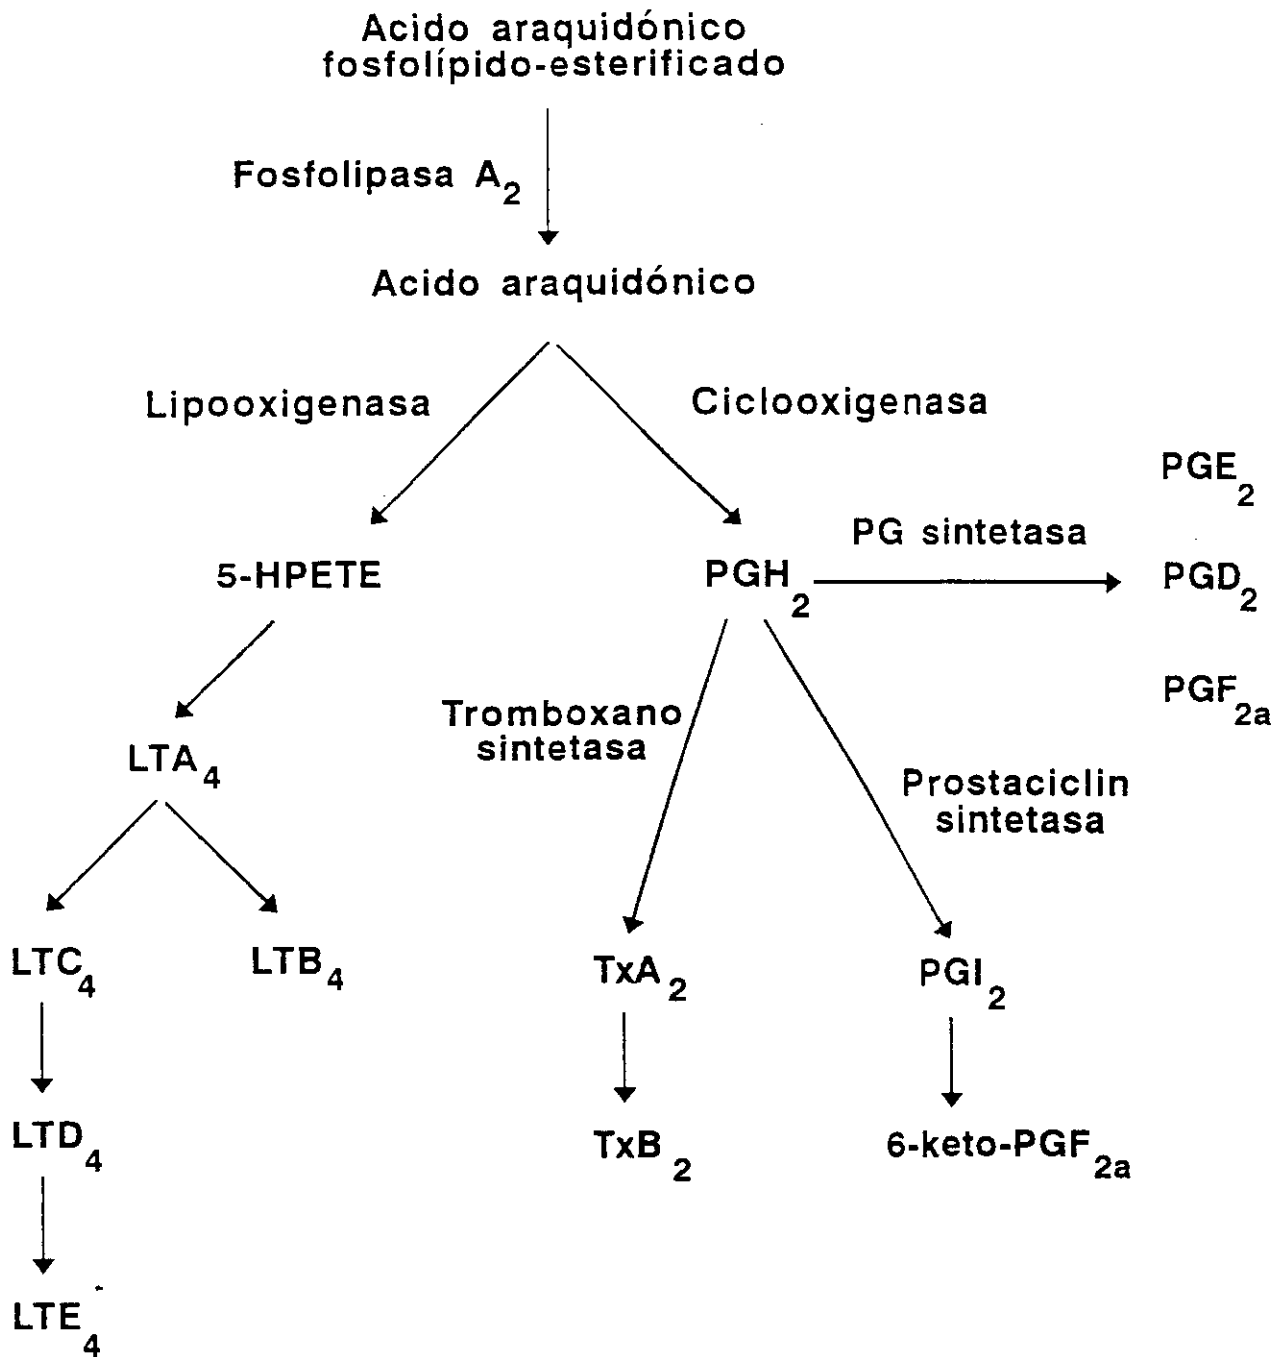 Acido araquidónico
fosfolípido-esterificado
Fosfolipasa A2
Acido araquidónico
Lipooxigenasa
Ciclooxigenasa
PGE2
PG sintetasa
5-HPETE
PGH2
PGD2
PGF2a
Tromboxano
sintetasa
LTA4
Prostaciclin
sintetasa
LTC4
LTB4
TxA2
PGI2
LTD4
TxB2
6-keto-PGF2a
LTE4